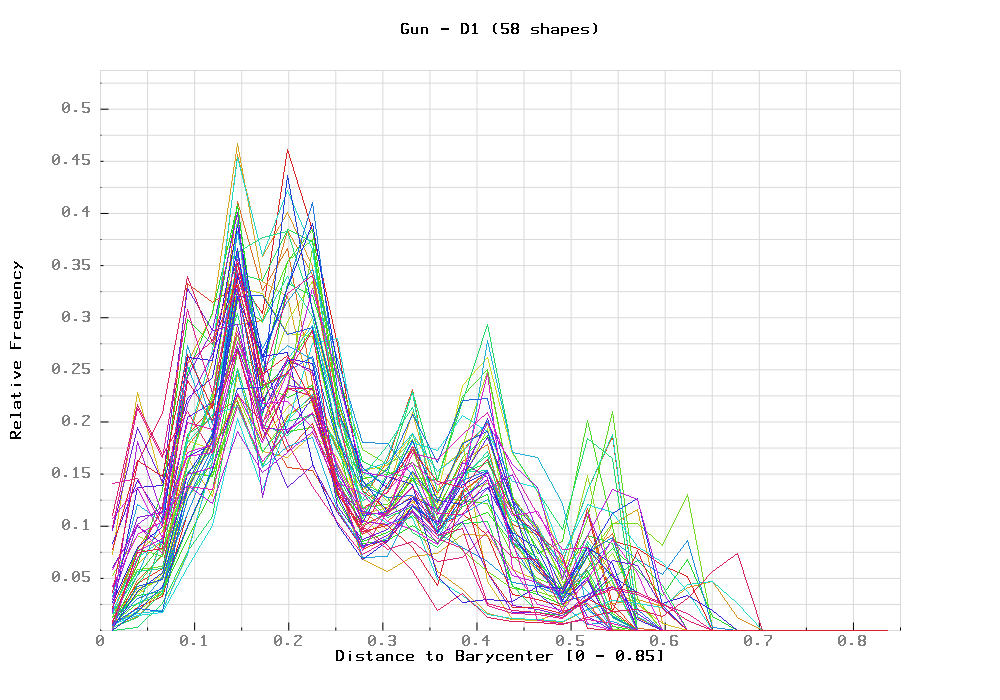 Gun - D1 (58 shapes)
0.5
0.45
0.4
0.35
0.3
0.25
0.2
0.15
0.1
0.05
Relative Frequency
0 0.1 0.2 0.3 0.4 0.5 0.6 0.7 0.8
Distance to Barycenter [0 - 0.85]